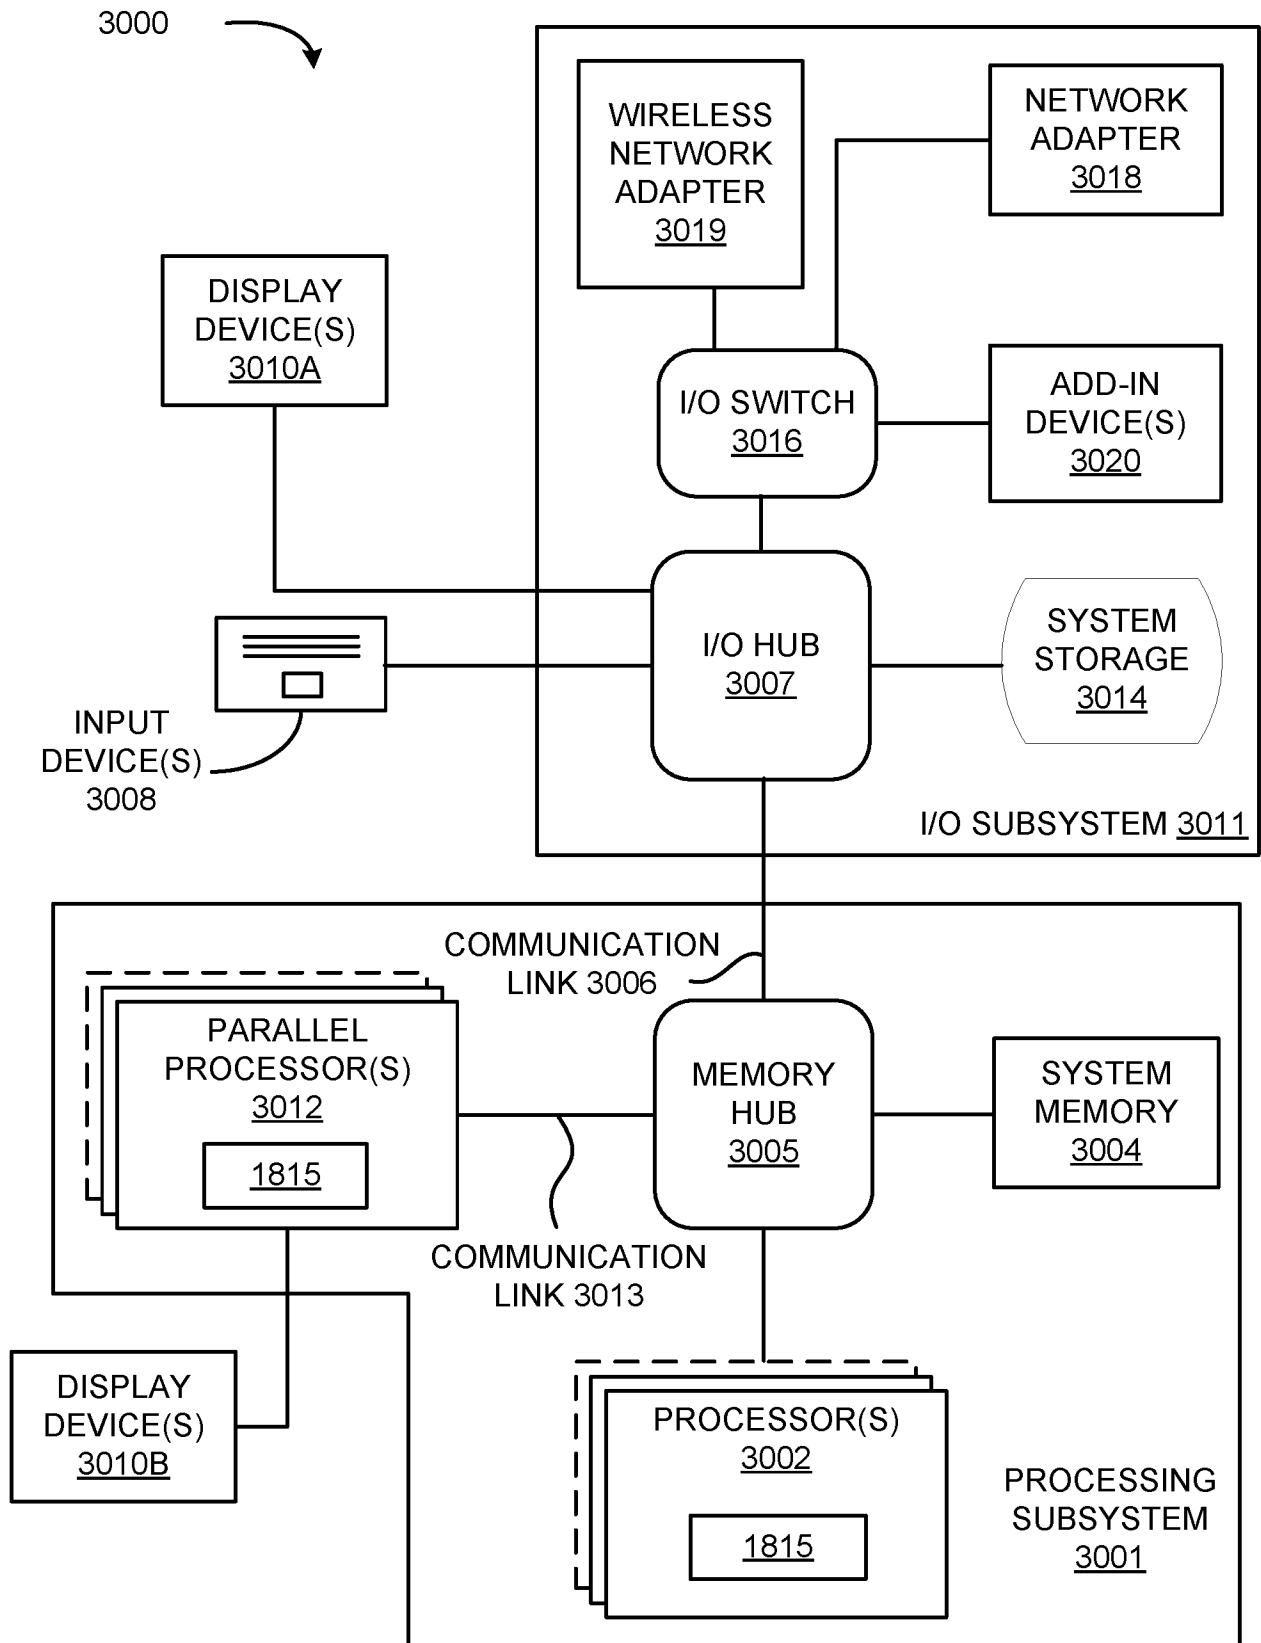 3000
WIRELESS
NETWORK
ADAPTER
3019
NETWORK
ADAPTER
3018
DISPLAY
DEVICE(S)
3010A
I/O SWITCH
3016
ADD-IN
DEVICE(S)
3020
I/O HUB
3007
SYSTEM
STORAGE
3014
INPUT
DEVICE(S)
3008
I/O SUBSYSTEM 3011
COMMUNICATION
LINK 3006
PARALLEL
PROCESSOR(S)
3012
1815
MEMORY
HUB
3005
SYSTEM
MEMORY
3004
COMMUNICATION
LINK 3013
DISPLAY
DEVICE(S)
3010B
PROCESSOR(S)
3002
1815
PROCESSING
SUBSYSTEM
3001